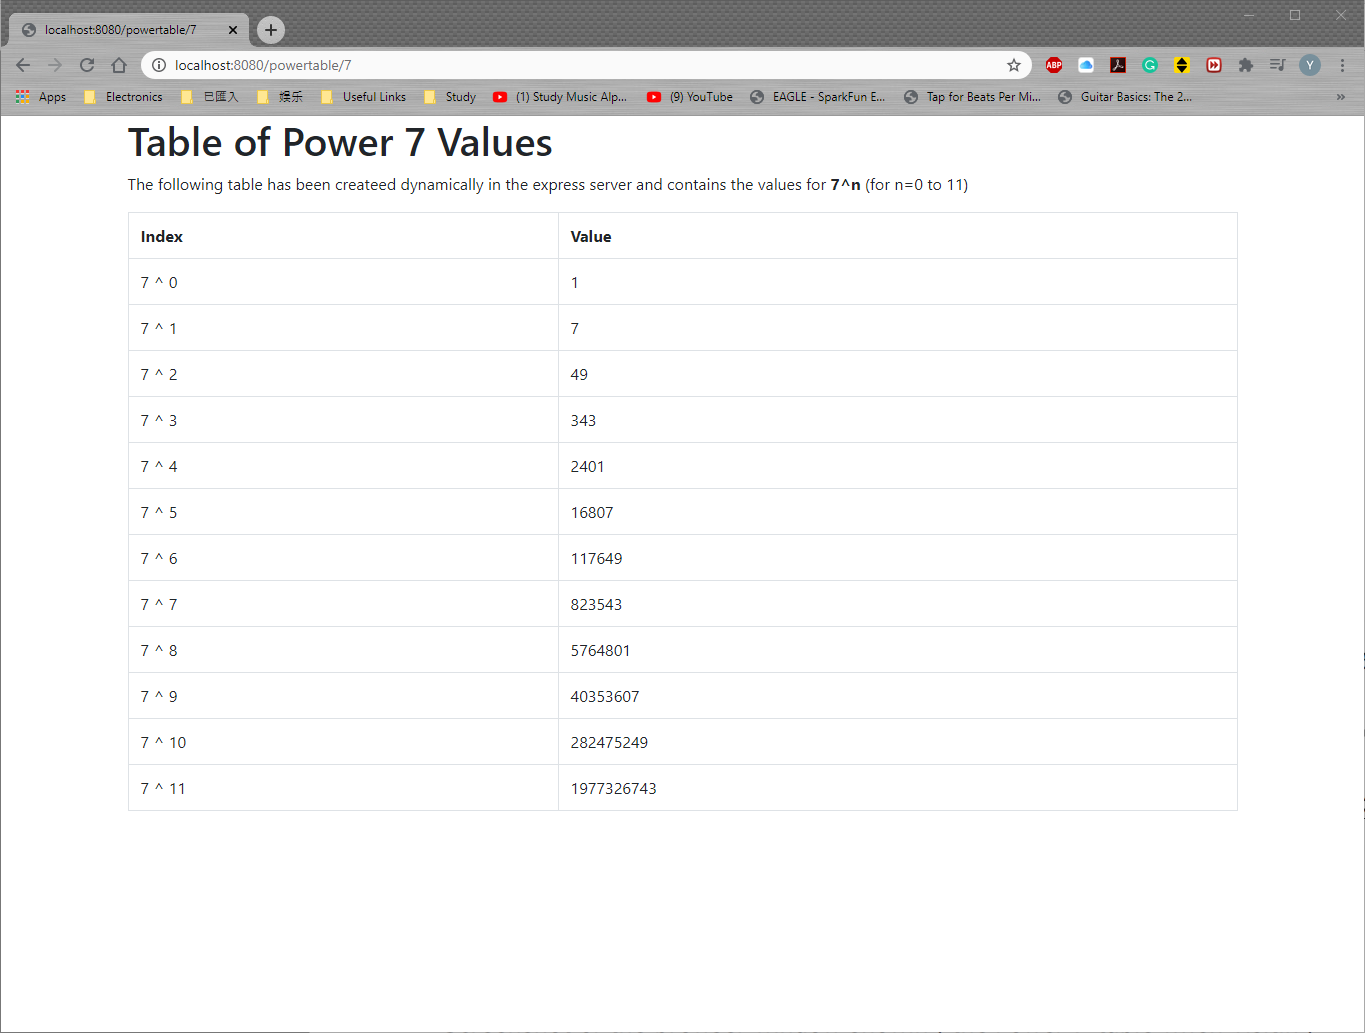 localhost:8080/powertable/7
localhost:8080/powertable/7
ABP
G
Y
Apps Electronics 已匯入 娱乐 Useful Links Study (1) Study Music Alp... (9) YouTube EAGLE - SparkFun E... Tap for Beats Per Mi... Guitar Basics: The 2... »
Table of Power 7 Values
The following table has been createed dynamically in the express server and contains the values for 7^n (for n=0 to 11)
Index Value
7 ^ 0 1
7 ^ 1 7
7 ^ 2 49
7 ^ 3 343
7 ^ 4 2401
7 ^ 5 16807
7 ^ 6 117649
7 ^ 7 823543
7 ^ 8 5764801
7 ^ 9 40353607
7 ^ 10 282475249
7 ^ 11 1977326743